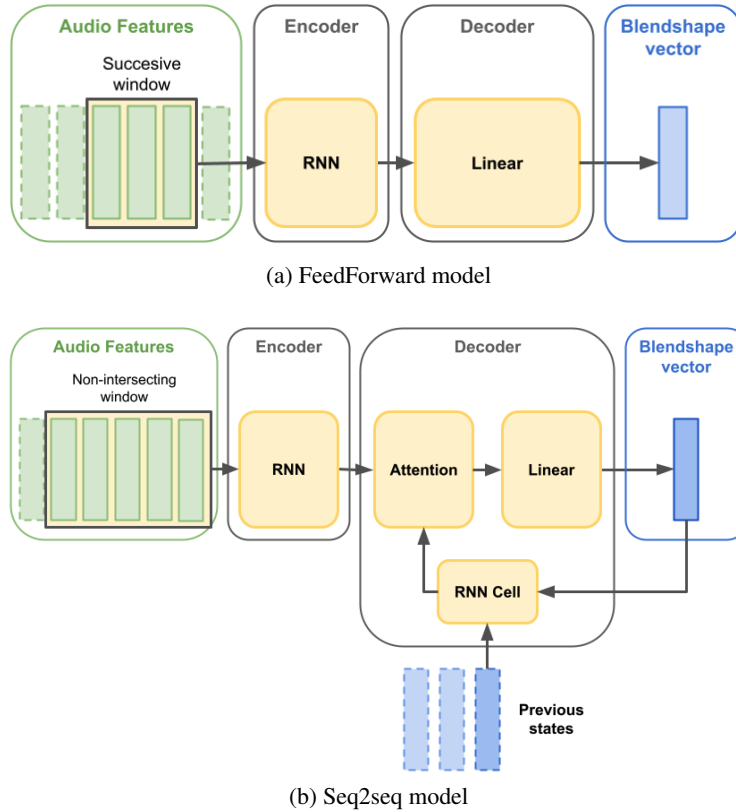 Audio Features
Encoder
Decoder
Blendshape
vector
Succesive
window
RNN
Linear
(a) FeedForward model
Audio Features
Encoder
Decoder
Blendshape
vector
Non-intersecting
window
RNN
Attention
Linear
RNN Cell
Previous
states
(b) Seq2seq model